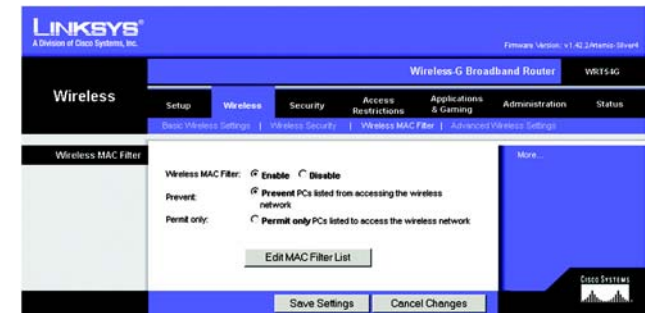 LINKSYS®
A Division of Cisco Systems, Inc.
Firmware Version: v1.42.2Artemis-Silver4
Wireless-G Broadband Router WRT54G
Wireless
Setup Wireless Security Access Restrictions Applications & Gaming Administration Status
Basic Wireless Settings | Wireless Security | Wireless MAC Filter | Advanced Wireless Settings
Wireless MAC Filter
More...
Wireless MAC Filter: Enable Disable
Prevent: Prevent PCs listed from accessing the wireless
network
Permit only: Permit only PCs listed to access the wireless network
Edit MAC Filter List
CISCO SYSTEMS
Save Settings Cancel Changes